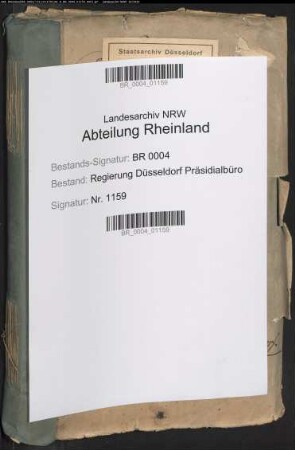 Staatsarchiv Düsseldorf
BR_0004_01159
Landesarchiv NRW
Abteilung Rheinland
Bestands-Signatur: BR 0004
Bestand: Regierung Düsseldorf Präsidialbüro
Signatur: Nr. 1159
BR_0004_01159